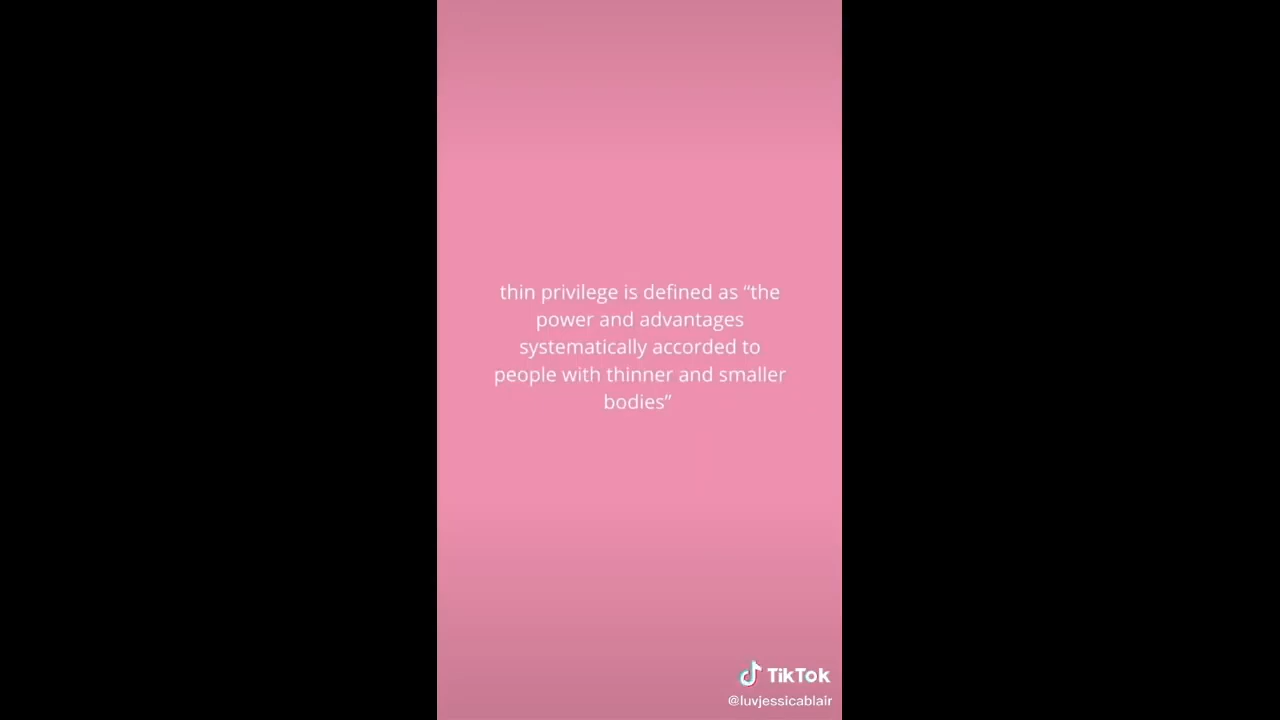 thin privilege is defined as “the
power and advantages
systematically accorded to
people with thinner and smaller
bodies”
TikTok
@luvjessicablair